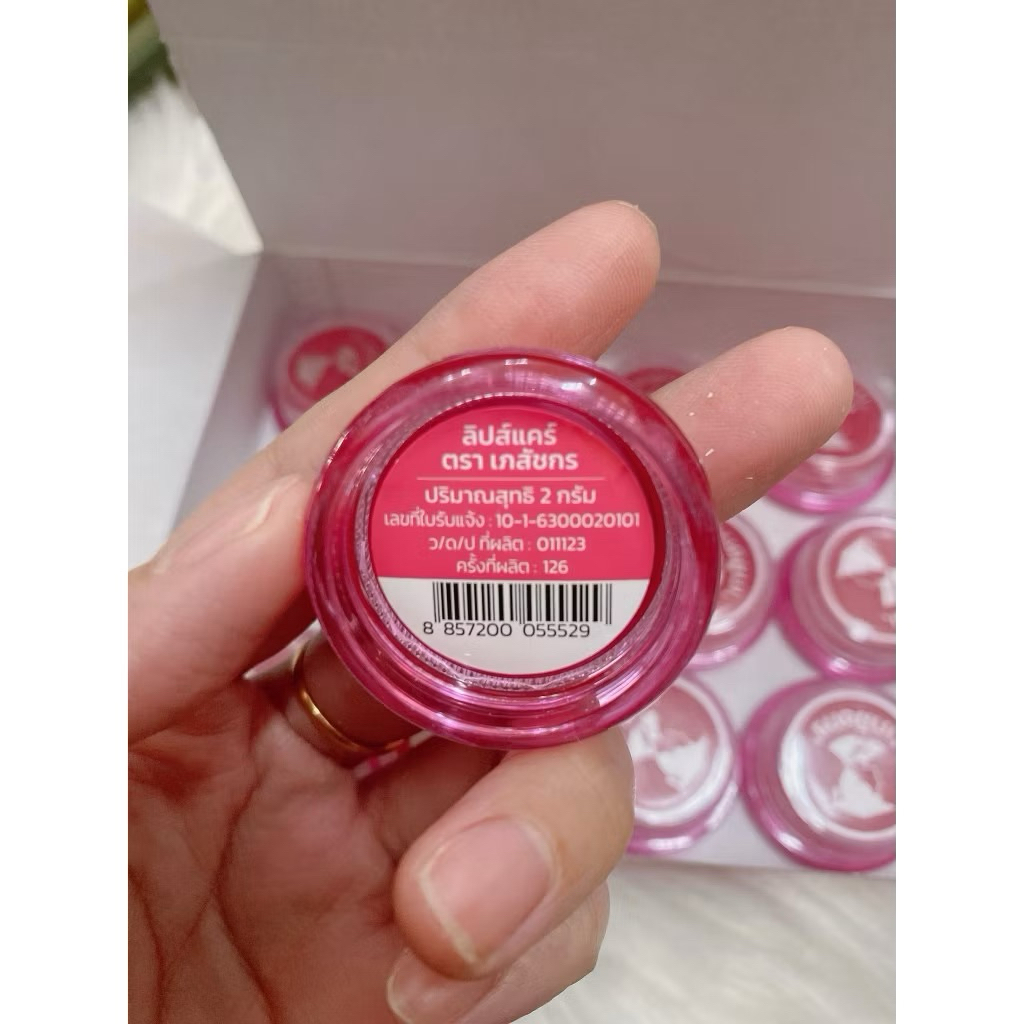 ลิปส์แคร์
ตรา เภสัชกร
ปริมาณสุทธิ 2 กรัม
เลขที่ใบรับแจ้ง : 10-1-6300020101
ว/ด/ป ที่ผลิต : 011123
ครั้งที่ผลิต : 126
8 857200 055529